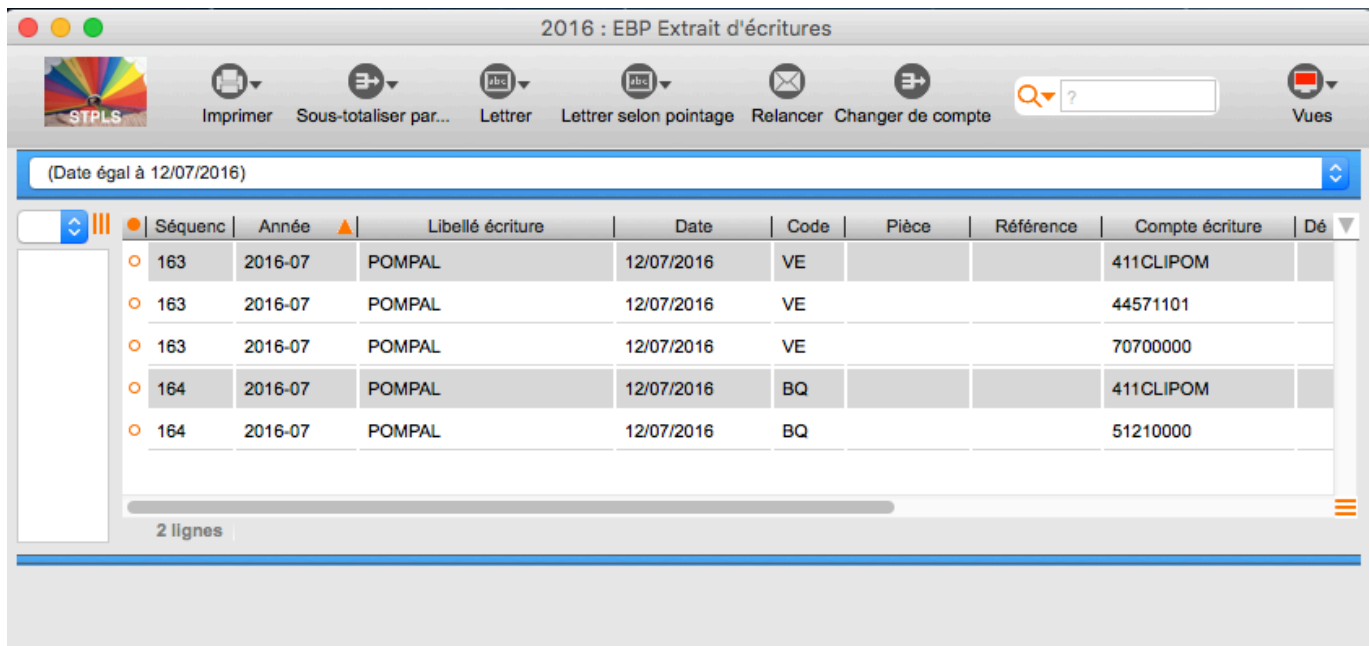 2016 : EBP Extrait d'écritures
STPLS
Imprimer Sous-totaliser par... Lettrer Lettrer selon pointage Relancer Changer de compte ? Vues
(Date égal à 12/07/2016)
Séquenc Année Libellé écriture Date Code Pièce Référence Compte écriture Dé
163 2016-07 POMPAL 12/07/2016 VE 411CLIPOM
163 2016-07 POMPAL 12/07/2016 VE 44571101
163 2016-07 POMPAL 12/07/2016 VE 70700000
164 2016-07 POMPAL 12/07/2016 BQ 411CLIPOM
164 2016-07 POMPAL 12/07/2016 BQ 51210000
2 lignes